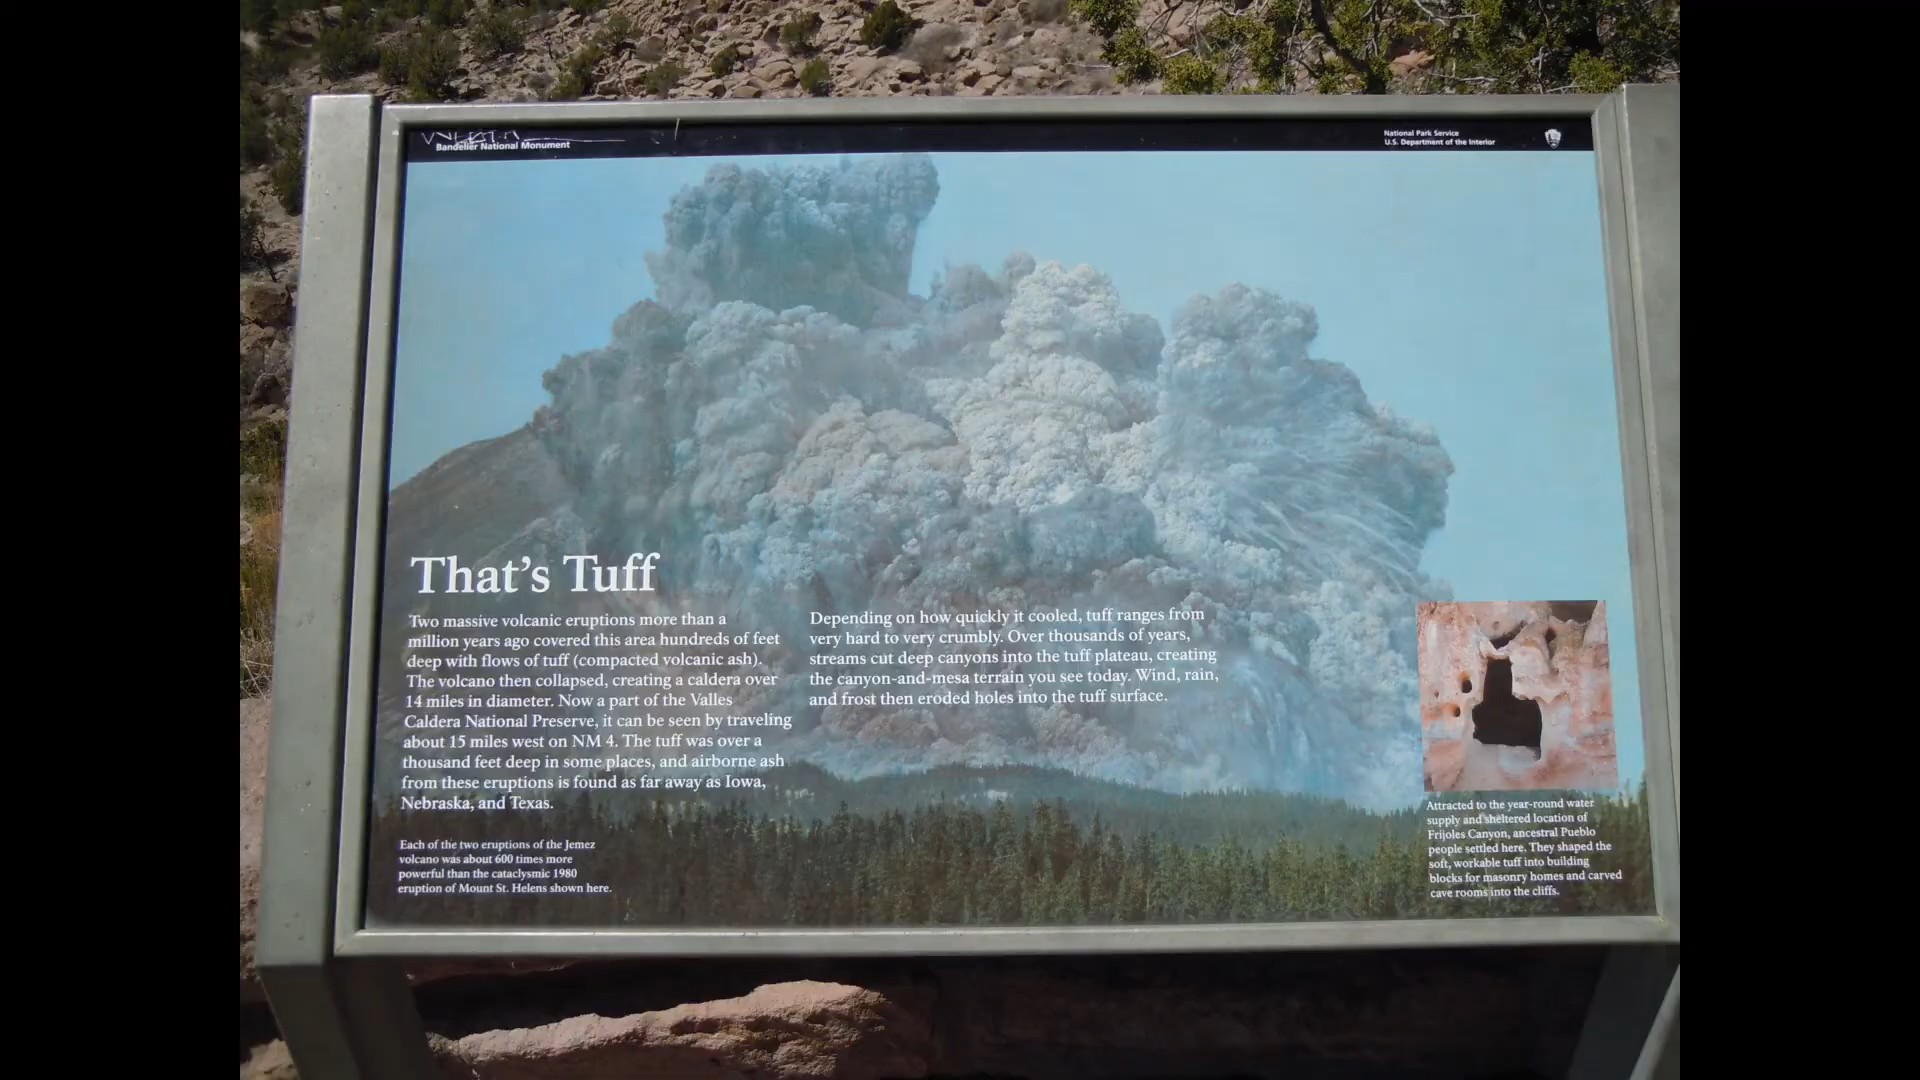 Bandelier National Monument
National Park Service
U.S. Department of the Interior
That's Tuff
Two massive volcanic eruptions more than a
million years ago covered this area hundreds of feet
deep with flows of tuff (compacted volcanic ash).
The volcano then collapsed, creating a caldera over
14 miles in diameter. Now a part of the Valles
Caldera National Preserve, it can be seen by traveling
about 15 miles west on NM 4. The tuff was over a
thousand feet deep in some places, and airborne ash
from these eruptions is found as far away as Iowa,
Nebraska, and Texas.
Depending on how quickly it cooled, tuff ranges from
very hard to very crumbly. Over thousands of years,
streams cut deep canyons into the tuff plateau, creating
the canyon-and-mesa terrain you see today. Wind, rain,
and frost then eroded holes into the tuff surface.
Each of the two eruptions of the Jemez
volcano was about 600 times more
powerful than the cataclysmic 1980
eruption of Mount St. Helens shown here.
Attracted to the year-round water
supply and sheltered location of
Frijoles Canyon, ancestral Pueblo
people settled here. They shaped the
soft, workable tuff into building
blocks for masonry homes and carved
cave rooms into the cliffs.